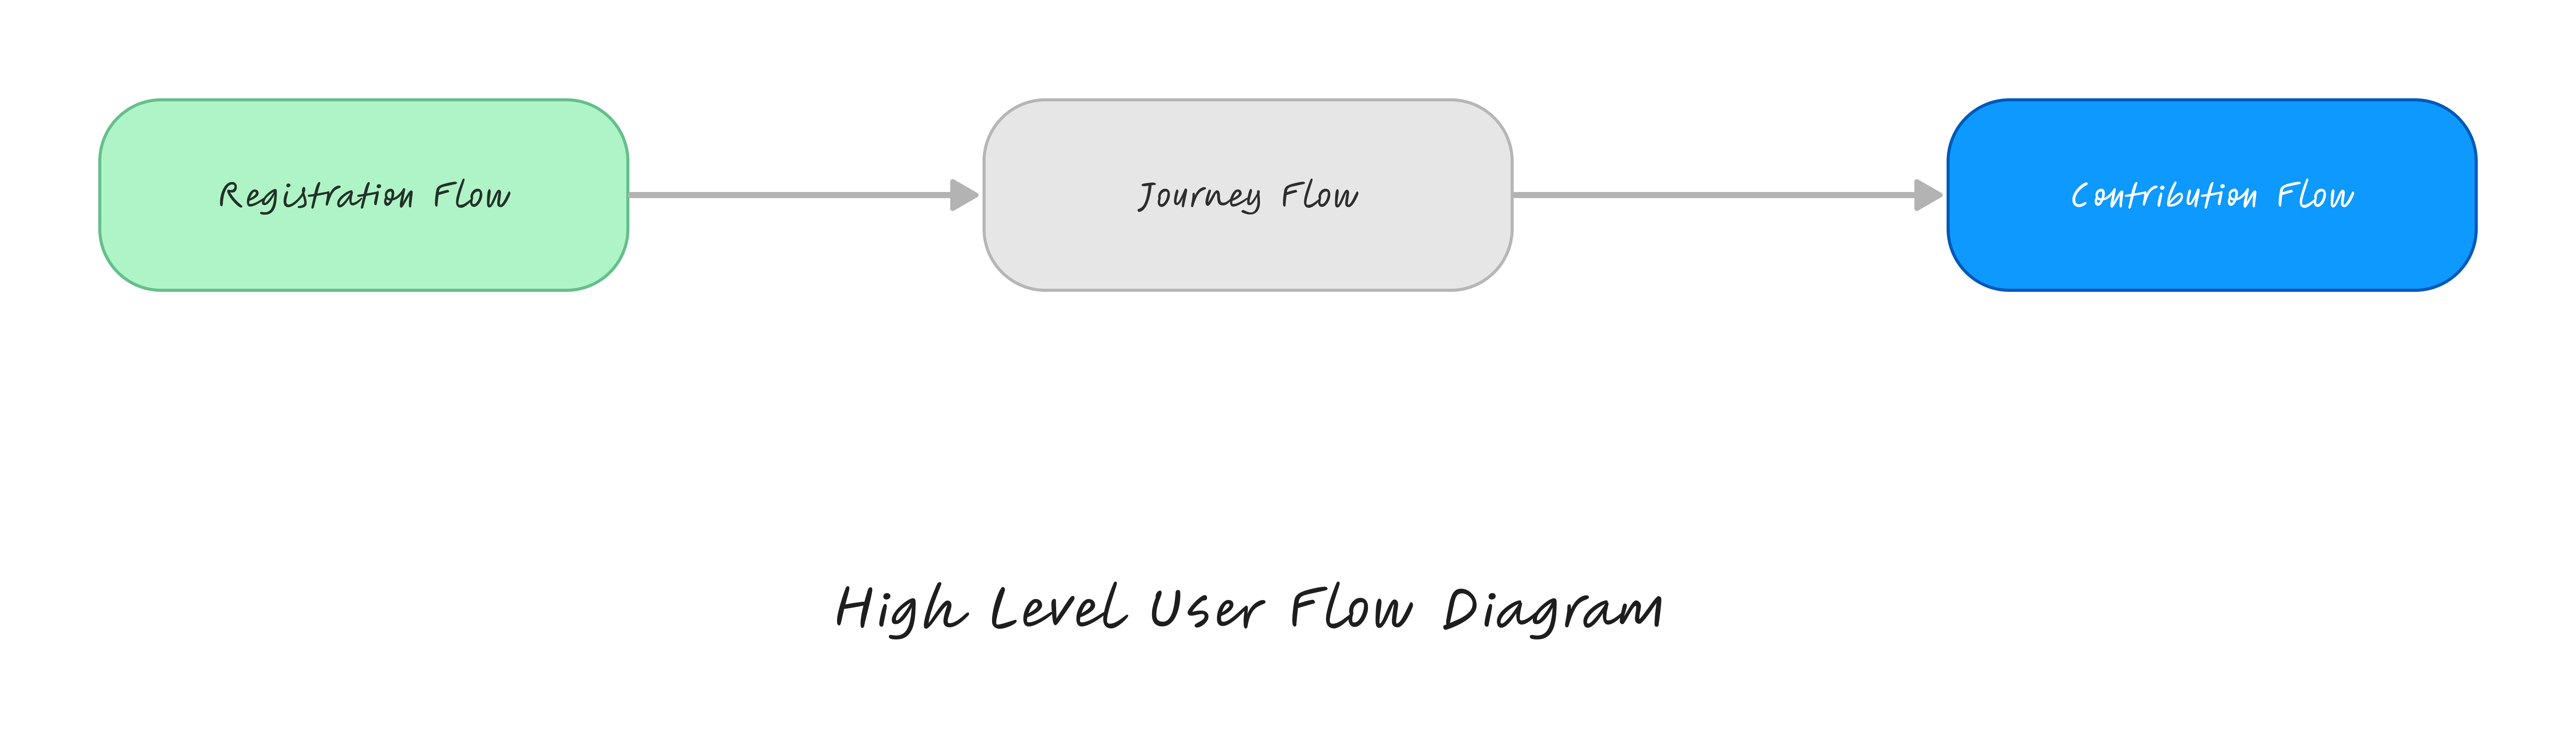 Registration Flow
Journey Flow
Contribution Flow
High Level User Flow Diagram